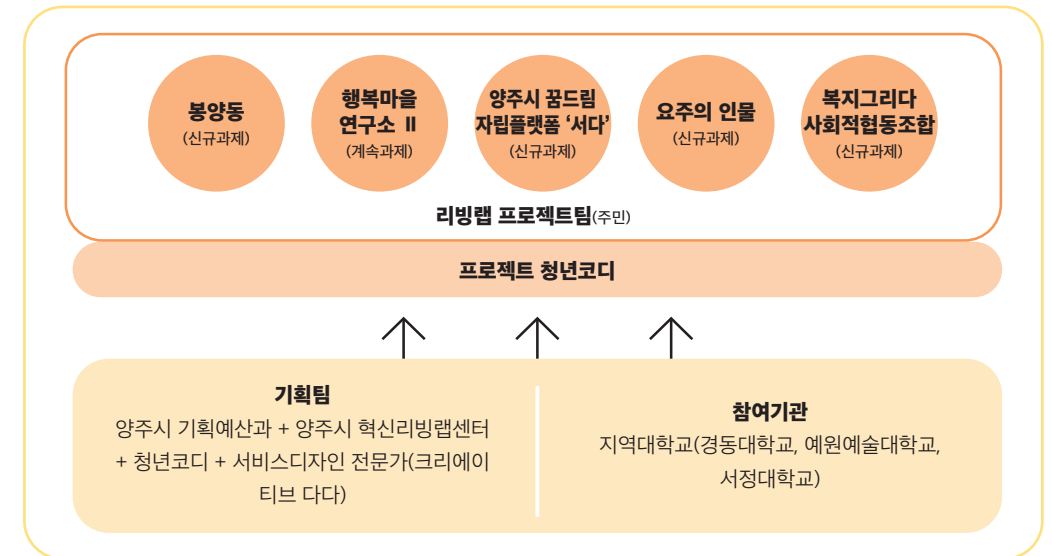 봉양동
(신규과제)
행복마을
연구소 Ⅱ
(계속과제)
양주시 꿈드림
자립플랫폼 ‘서다’
(신규과제)
요주의 인물
(신규과제)
복지그리다
사회적협동조합
(신규과제)
리빙랩 프로젝트팀(주민)
프로젝트 청년코디
기획팀
양주시 기획예산과 + 양주시 혁신리빙랩센터
+ 청년코디 + 서비스디자인 전문가(크리에이
티브 다다)
참여기관
지역대학교(경동대학교, 예원예술대학교,
서정대학교)